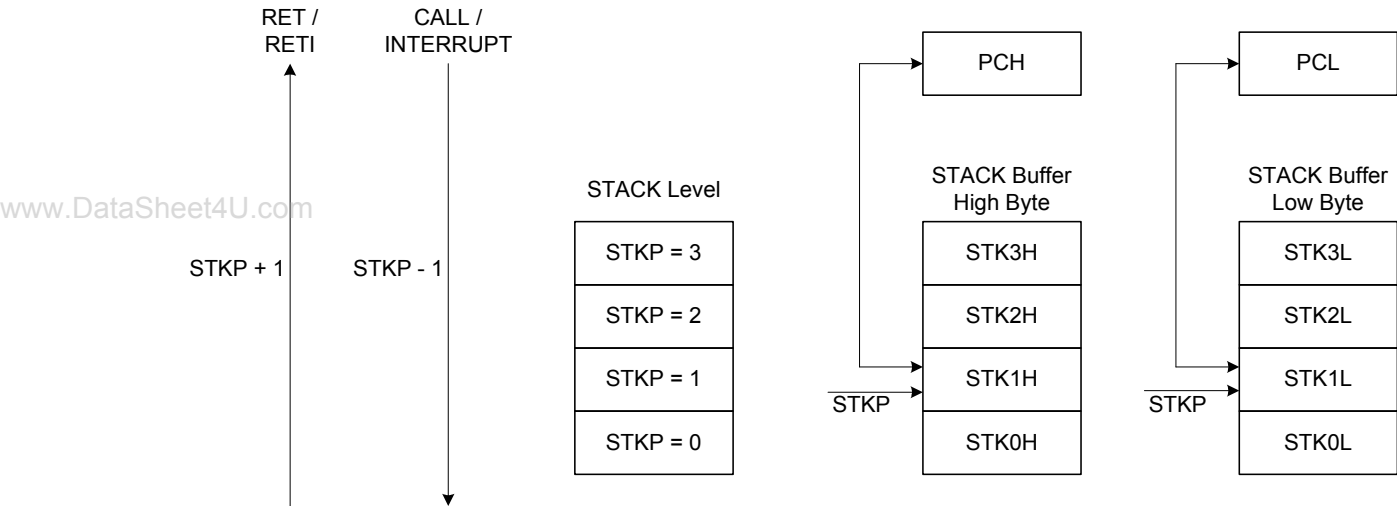 RET /
RETI
CALL /
INTERRUPT
PCH
PCL
STACK Level
STACK Buffer
High Byte
STACK Buffer
Low Byte
www.DataSheet4U.com
STKP + 1
STKP - 1
STKP = 3
STK3H
STK3L
STKP = 2
STK2H
STK2L
STKP = 1
STK1H
STK1L
STKP
STKP
STKP = 0
STK0H
STK0L